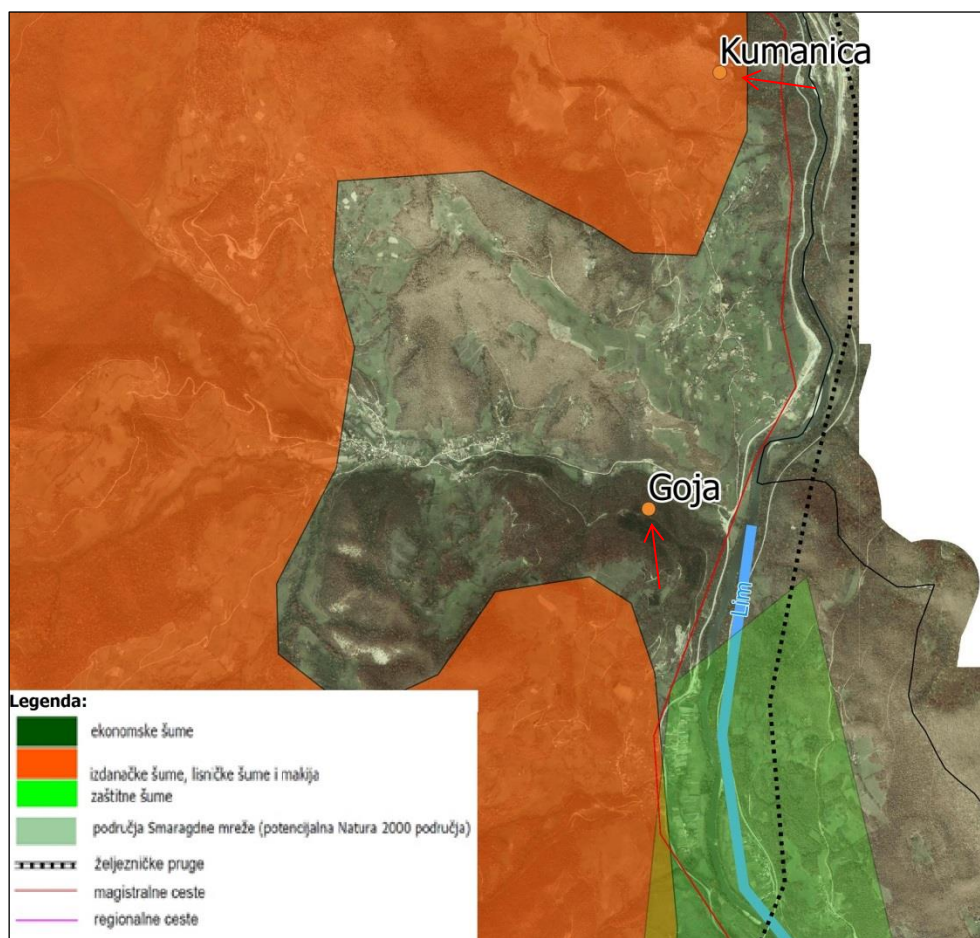 Kumanica
Goja
Lim
Legenda:
ekonomske šume
izdanačke šume, lisničke šume i makija
zaštitne šume
područja Smaragdne mreže (potencijalna Natura 2000 područja)
željezničke pruge
magistralne ceste
regionalne ceste